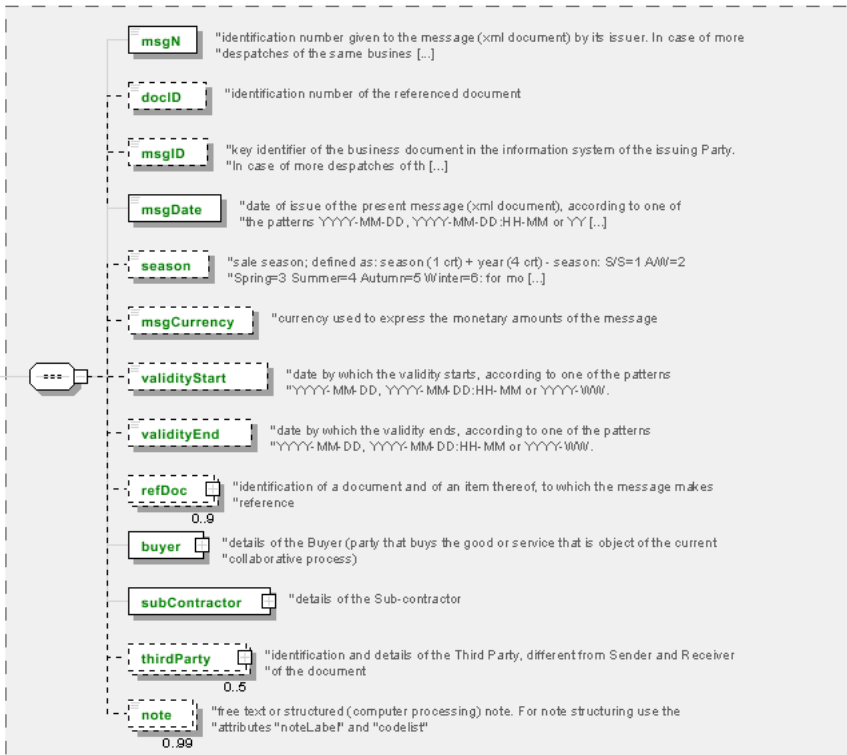 msgN
"identification number given to the message (xml document) by its issuer. In case of more
"despatches of the same busines [...]
docID
"identification number of the referenced document
msgID
"key identifier of the business document in the information system of the issuing Party.
"In case of more despatches of th [...]
msgDate
"date of issue of the present message (xml document), according to one of
"the patterns YYYY-MM-DD, YYYY-MM-DD:HH-MM or YY [...]
season
"sale season; defined as: season (1 crt) + year (4 crt) - season: S/S=1 A/W=2
"Spring=3 Summer=4 Autumn=5 Winter=6: for mo [...]
msgCurrency
"currency used to express the monetary amounts of the message
validityStart
"date by which the validity starts, according to one of the patterns
"YYYY-MM-DD, YYYY-MM-DD:HH-MM or YYYY-WW.
validityEnd
"date by which the validity ends, according to one of the patterns
"YYYY-MM-DD, YYYY-MM-DD:HH-MM or YYYY-WW.
refDoc
"identification of a document and of an item thereof, to which the message makes
"reference
0..9
buyer
"details of the Buyer (party that buys the good or service that is object of the current
"collaborative process)
subContractor
"details of the Sub-contractor
thirdParty
"identification and details of the Third Party, different from Sender and Receiver
"of the document
0..5
note
"free text or structured (computer processing) note. For note structuring use the
"attributes "noteLabel" and "codelist"
0..99